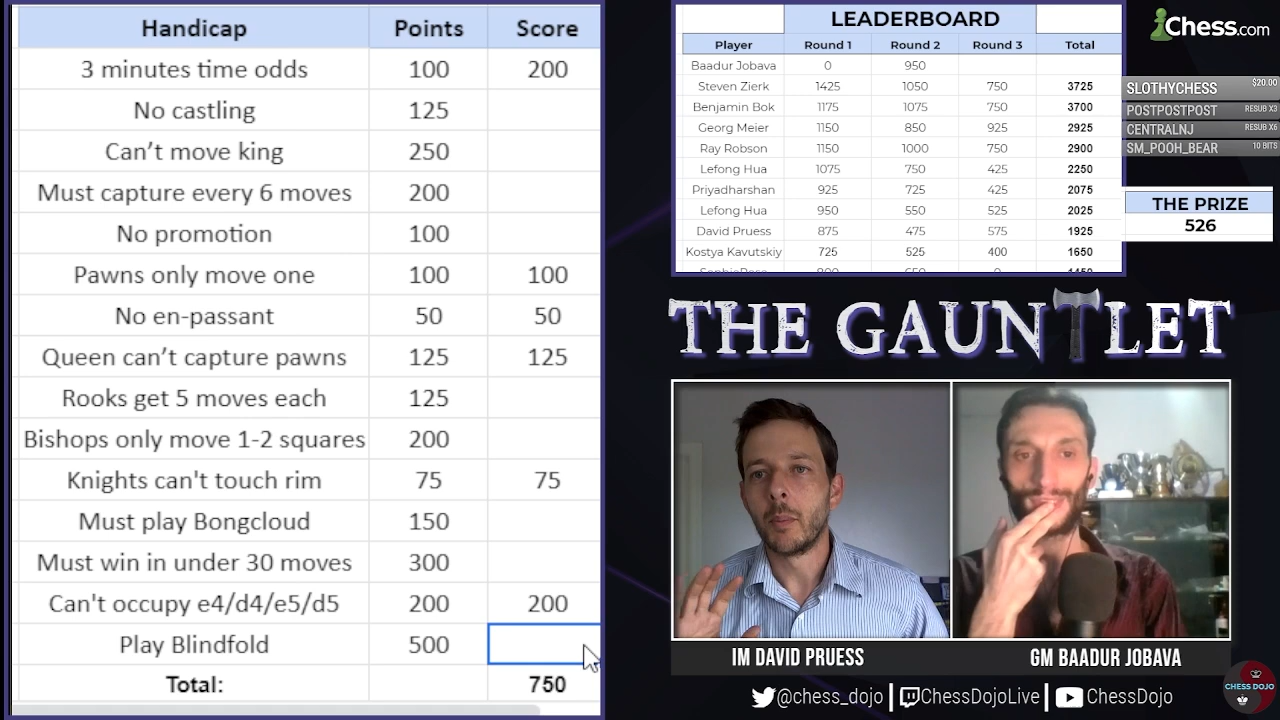 Handicap Points Score
3 minutes time odds 100 200
No castling 125
Can't move king 250
Must capture every 6 moves 200
No promotion 100
Pawns only move one 100 100
No en-passant 50 50
Queen can't capture pawns 125 125
Rooks get 5 moves each 125
Bishops only move 1-2 squares 200
Knights can't touch rim 75 75
Must play Bongcloud 150
Must win in under 30 moves 300
Can't occupy e4/d4/e5/d5 200 200
Play Blindfold 500
Total: 750
LEADERBOARD
Player Round 1 Round 2 Round 3 Total
Baadur Jobava 0 950
Steven Zierk 1425 1050 750 3725
Benjamin Bok 1175 1075 750 3700
Georg Meier 1150 850 925 2925
Ray Robson 1150 1000 750 2900
Lefong Hua 1075 750 425 2250
Priyadharshan 925 725 425 2075
Lefong Hua 950 550 525 2025
David Pruess 875 475 575 1925
Kostya Kavutskiy 725 525 400 1650
Chess.com
SLOTHYCHESS $20.00
POSTPOSTPOST RESUB X3
CENTRALNJ RESUB X6
SM_POOH_BEAR 10 BITS
THE PRIZE
526
THE GAUNTLET
IM DAVID PRUESS
GM BAADUR JOBAVA
@chess_dojo | ChessDojoLive | ChessDojo
CHESS DOJO